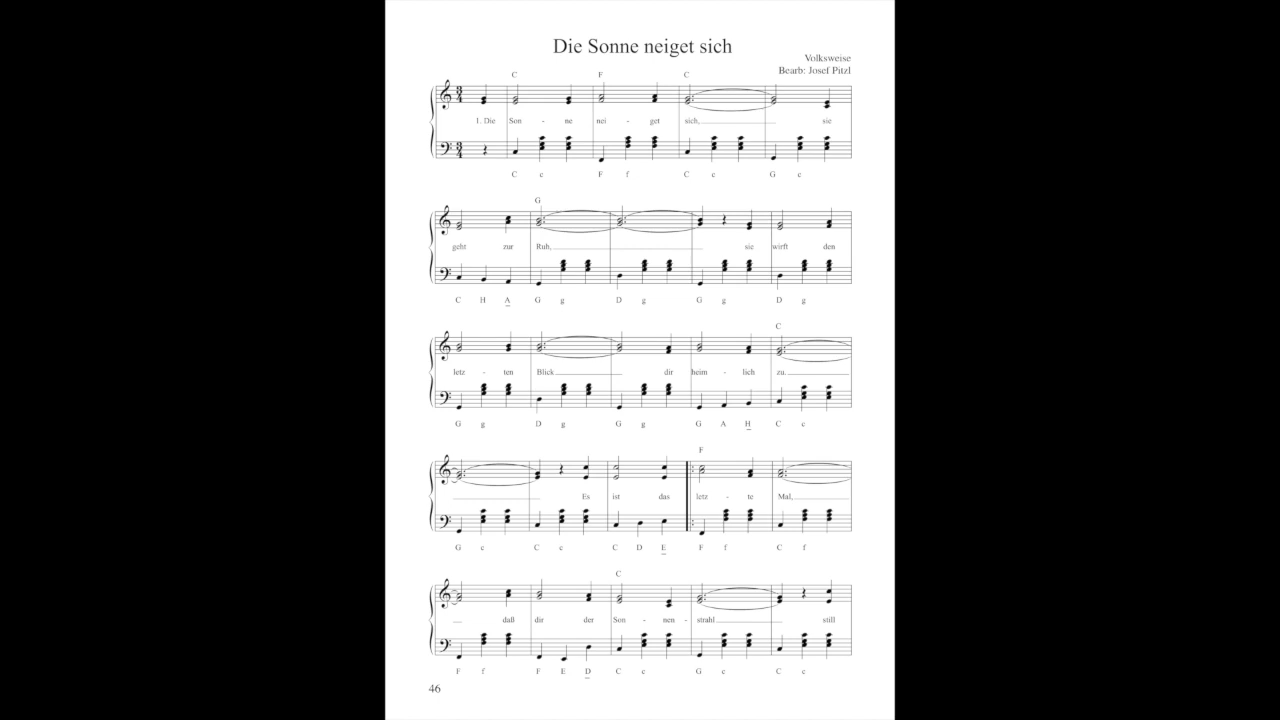 Die Sonne neiget sich
Volksweise
Bearb: Josef Pitzl
C F C
1. Die Son - ne nei - get sich, sie
C c F f C c G c
G
geht zur Ruh, sie wirft den
C H A G g D g G g D g
C
letz - ten Blick dir heim - lich zu.
G g D g G g G A H C c
F
Es ist das letz - te Mal,
G c C c C D E F f C f
C
daß dir der Son - nen - strahl still
F f F E D C c G c C c
46